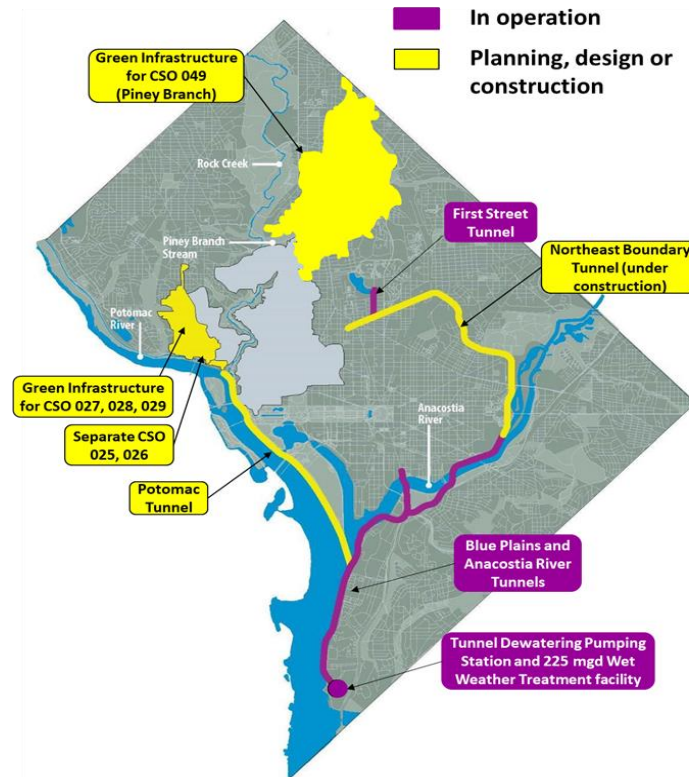 In operation
Planning, design or
construction
Green Infrastructure
for CSO 049
(Piney Branch)
Rock Creek
First Street
Tunnel
Piney Branch
Stream
Northeast Boundary
Tunnel (under
construction)
Potomac
River
Green Infrastructure
for CSO 027, 028, 029
Separate CSO
025, 026
Anacostia
River
Potomac
Tunnel
Blue Plains and
Anacostia River
Tunnels
Tunnel Dewatering Pumping
Station and 225 mgd Wet
Weather Treatment facility